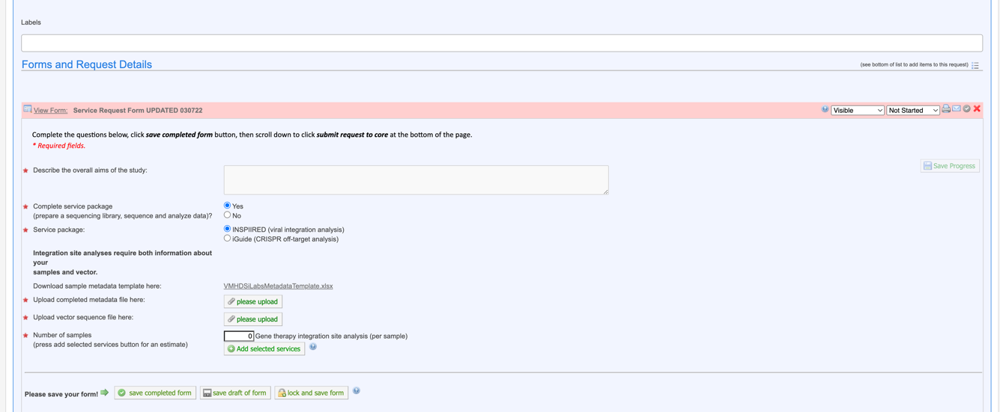 Labels
Forms and Request Details
(see bottom of list to add items to this request)
View Form: Service Request Form UPDATED 030722
Visible
Not Started
Complete the questions below, click save completed form button, then scroll down to click submit request to core at the bottom of the page.
* Required fields.
Save Progress
Describe the overall aims of the study:
Complete service package
(prepare a sequencing library, sequence and analyze data)?
Yes
No
Service package:
INSPIIRED (viral integration analysis)
iGuide (CRISPR off-target analysis)
Integration site analyses require both information about
your
samples and vector.
Download sample metadata template here:
VMHDSiLabsMetadataTemplate.xlsx
Upload completed metadata file here:
please upload
Upload vector sequence file here:
please upload
Number of samples
(press add selected services button for an estimate)
0 Gene therapy integration site analysis (per sample)
Add selected services
Please save your form!
save completed form
save draft of form
lock and save form